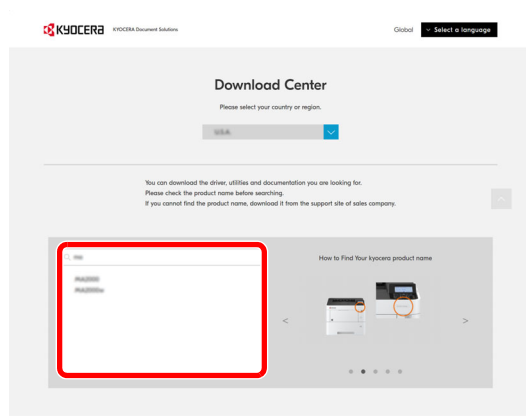 KYOCERA KYOCERA Document Solutions Global Select a language
Download Center
Please select your country or region.
U.S.A.
You can download the driver, utilities and documentation you are looking for.
Please check the product name before searching.
If you cannot find the product name, download it from the support site of sales company.
ma
How to Find Your kyocera product name
MA2000
MA2000w
< >